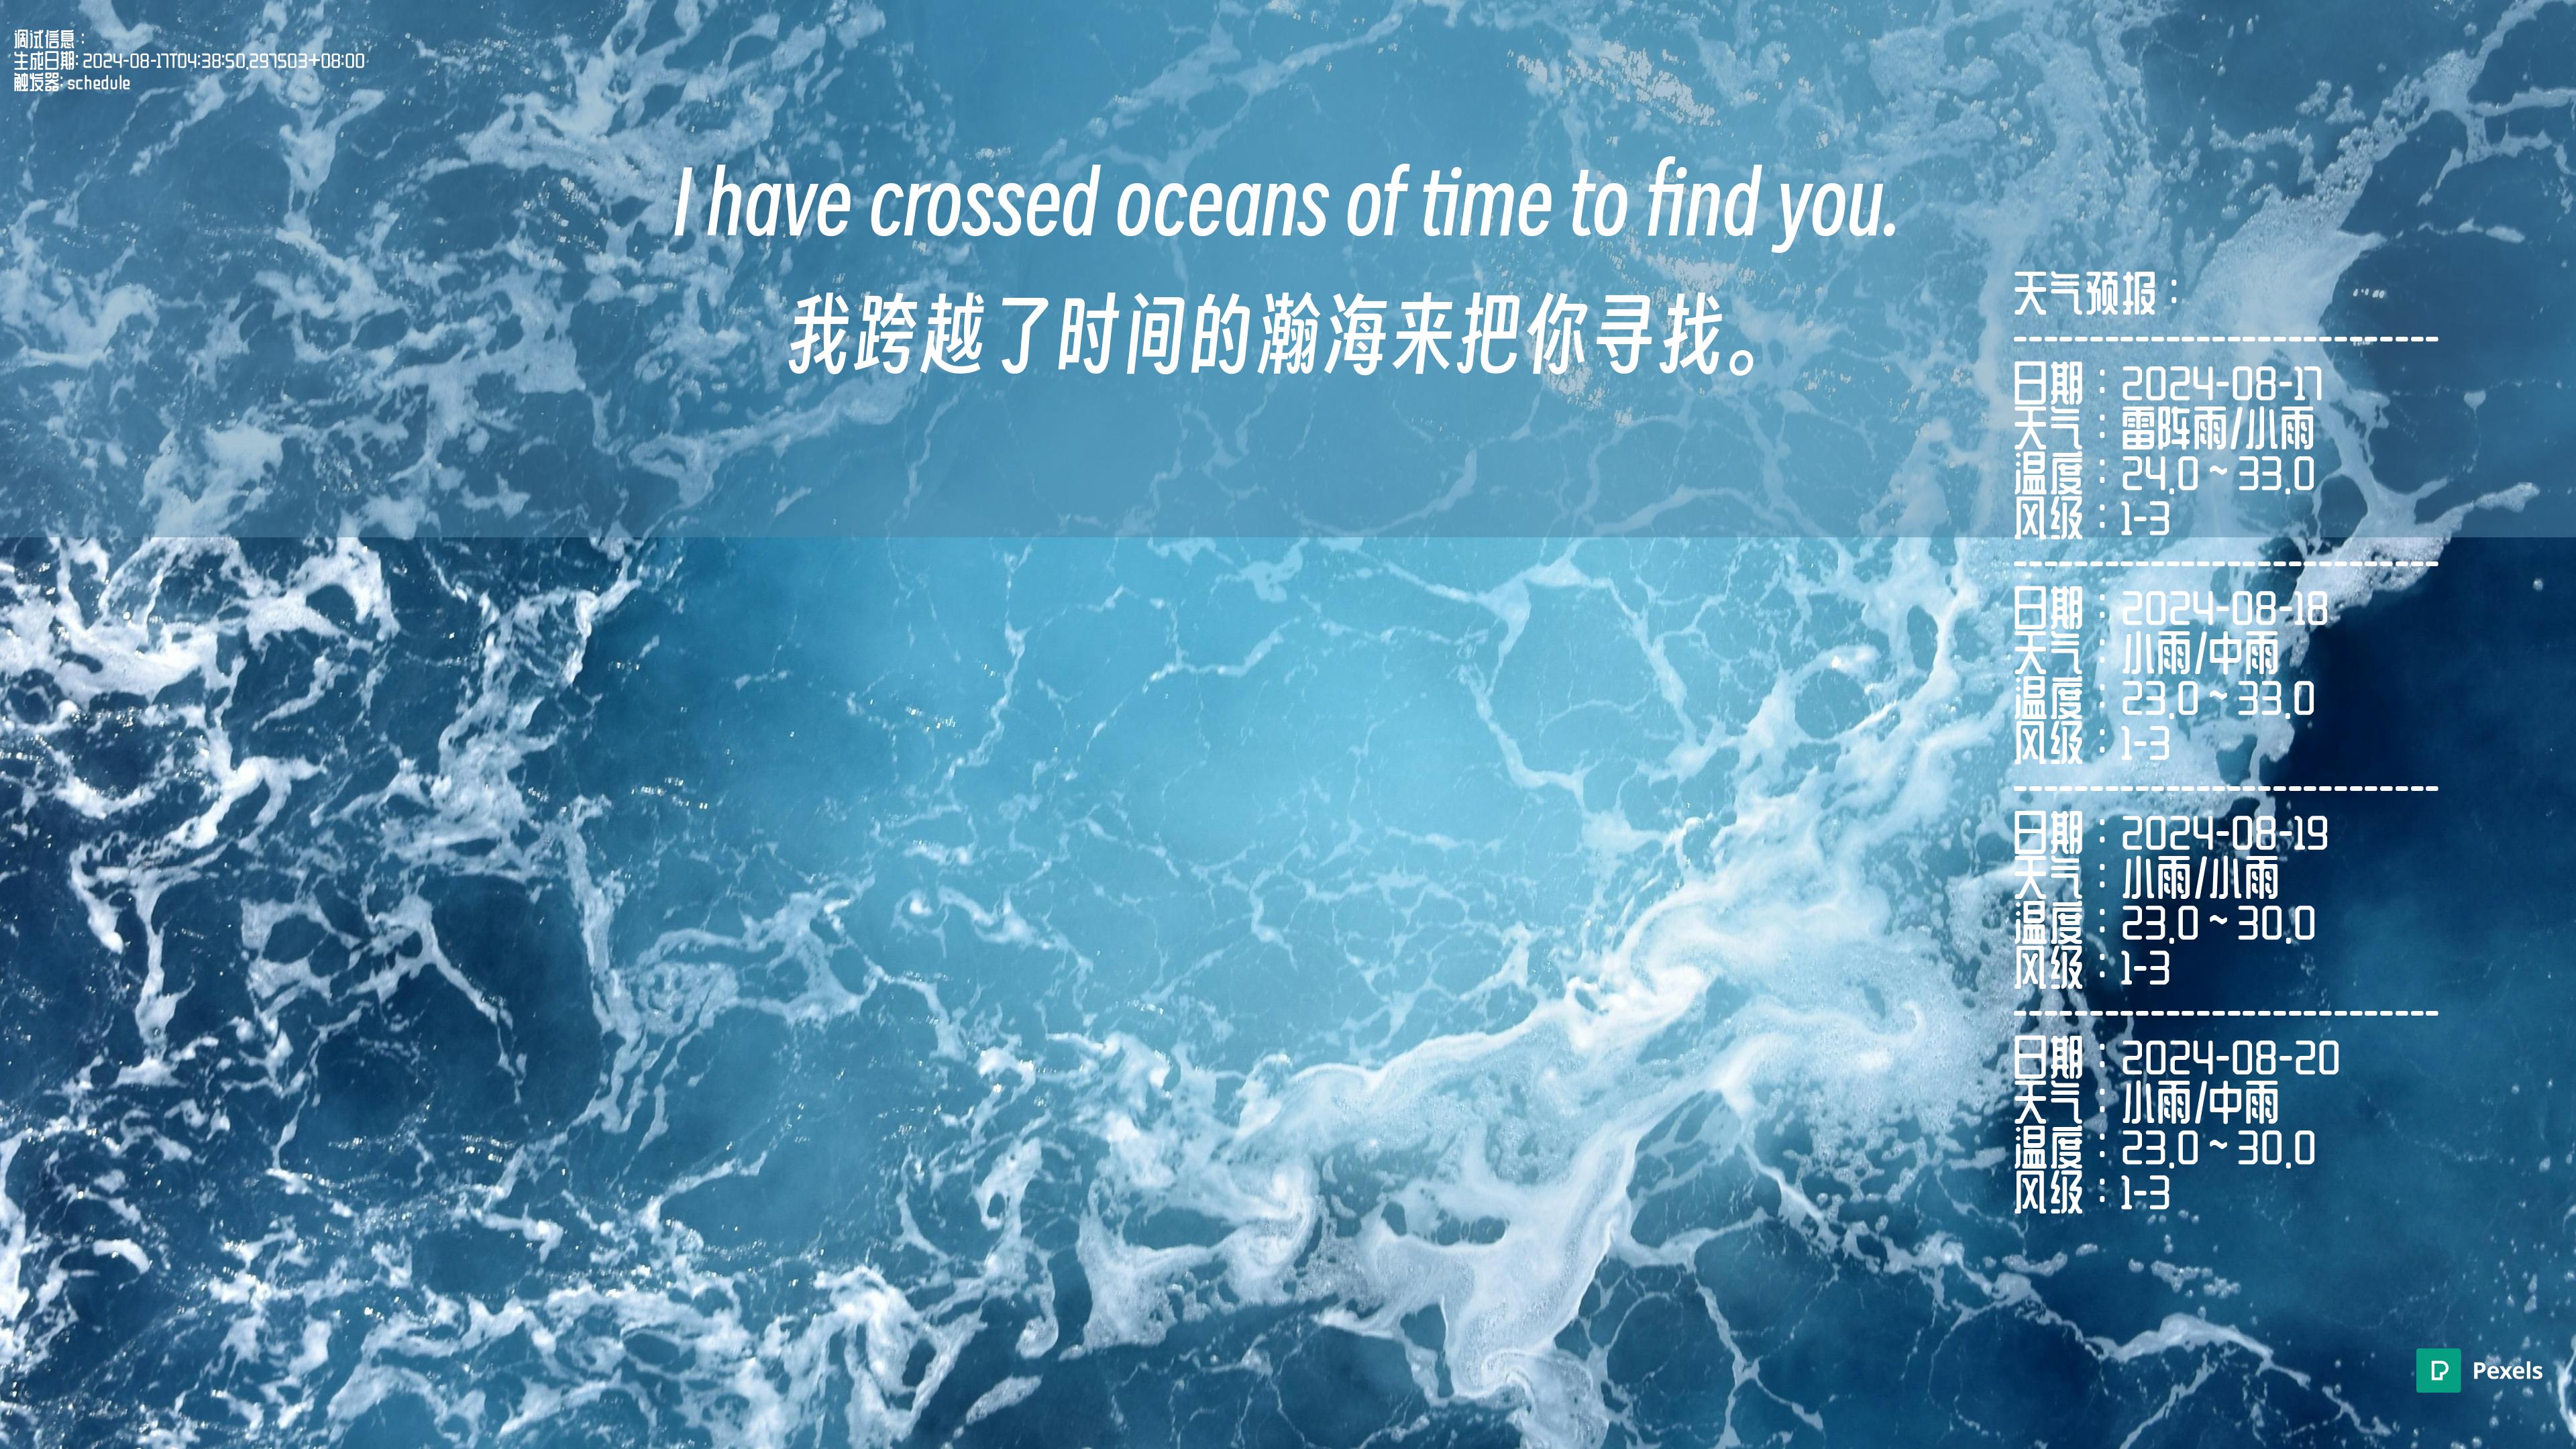 调试信息：
生成日期: 2024-08-17T04:38:50.297503+08:00
触发器: schedule
I have crossed oceans of time to find you.
我跨越了时间的瀚海来把你寻找。
天气预报：
------------------------------
日期：2024-08-17
天气：雷阵雨/小雨
温度：24.0 ~ 33.0
风级：1-3
------------------------------
日期：2024-08-18
天气：小雨/中雨
温度：23.0 ~ 33.0
风级：1-3
------------------------------
日期：2024-08-19
天气：小雨/小雨
温度：23.0 ~ 30.0
风级：1-3
------------------------------
日期：2024-08-20
天气：小雨/中雨
温度：23.0 ~ 30.0
风级：1-3
Pexels